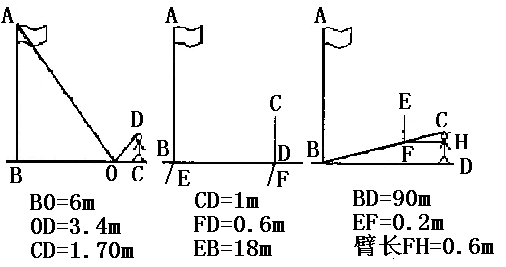 A
D
B
O
C
BO=6m
OD=3.4m
CD=1.70m
A
C
B
D
E
F
CD=1m
FD=0.6m
EB=18m
A
E
C
H
B
F
D
BD=90m
EF=0.2m
臂长FH=0.6m